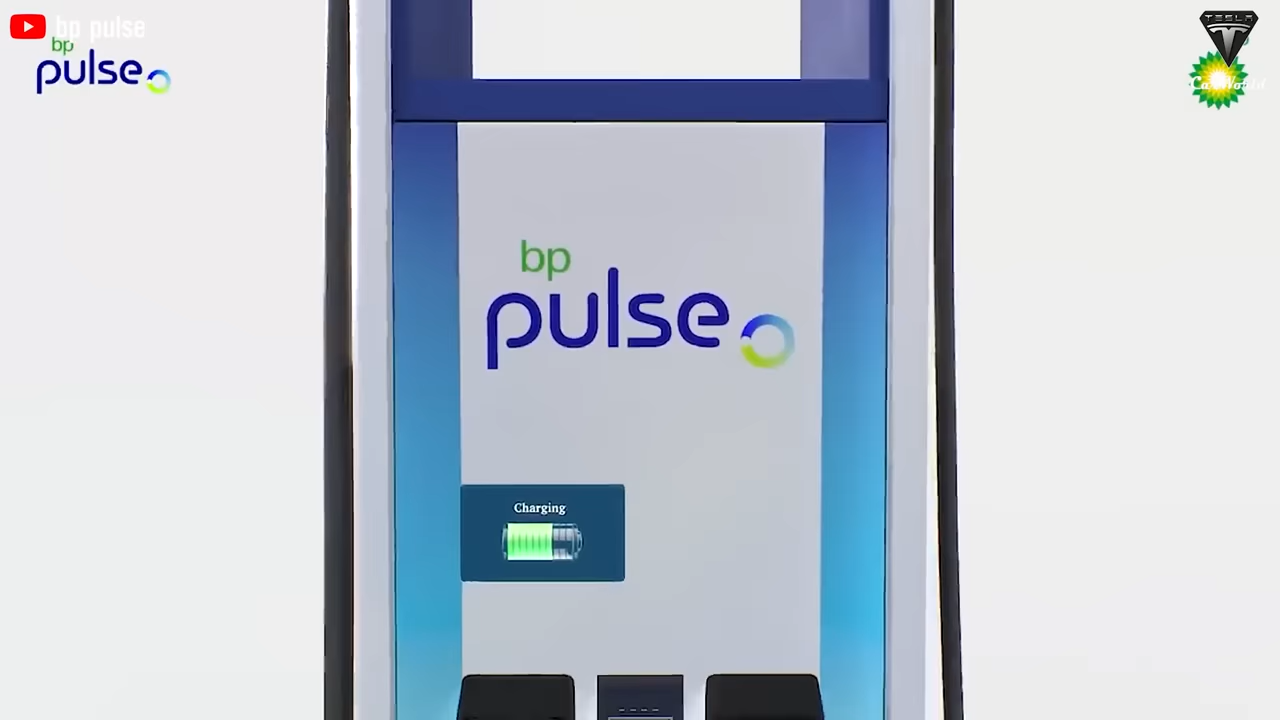 bp pulse
bp
pulse
TESLA
bp
pulse
Charging